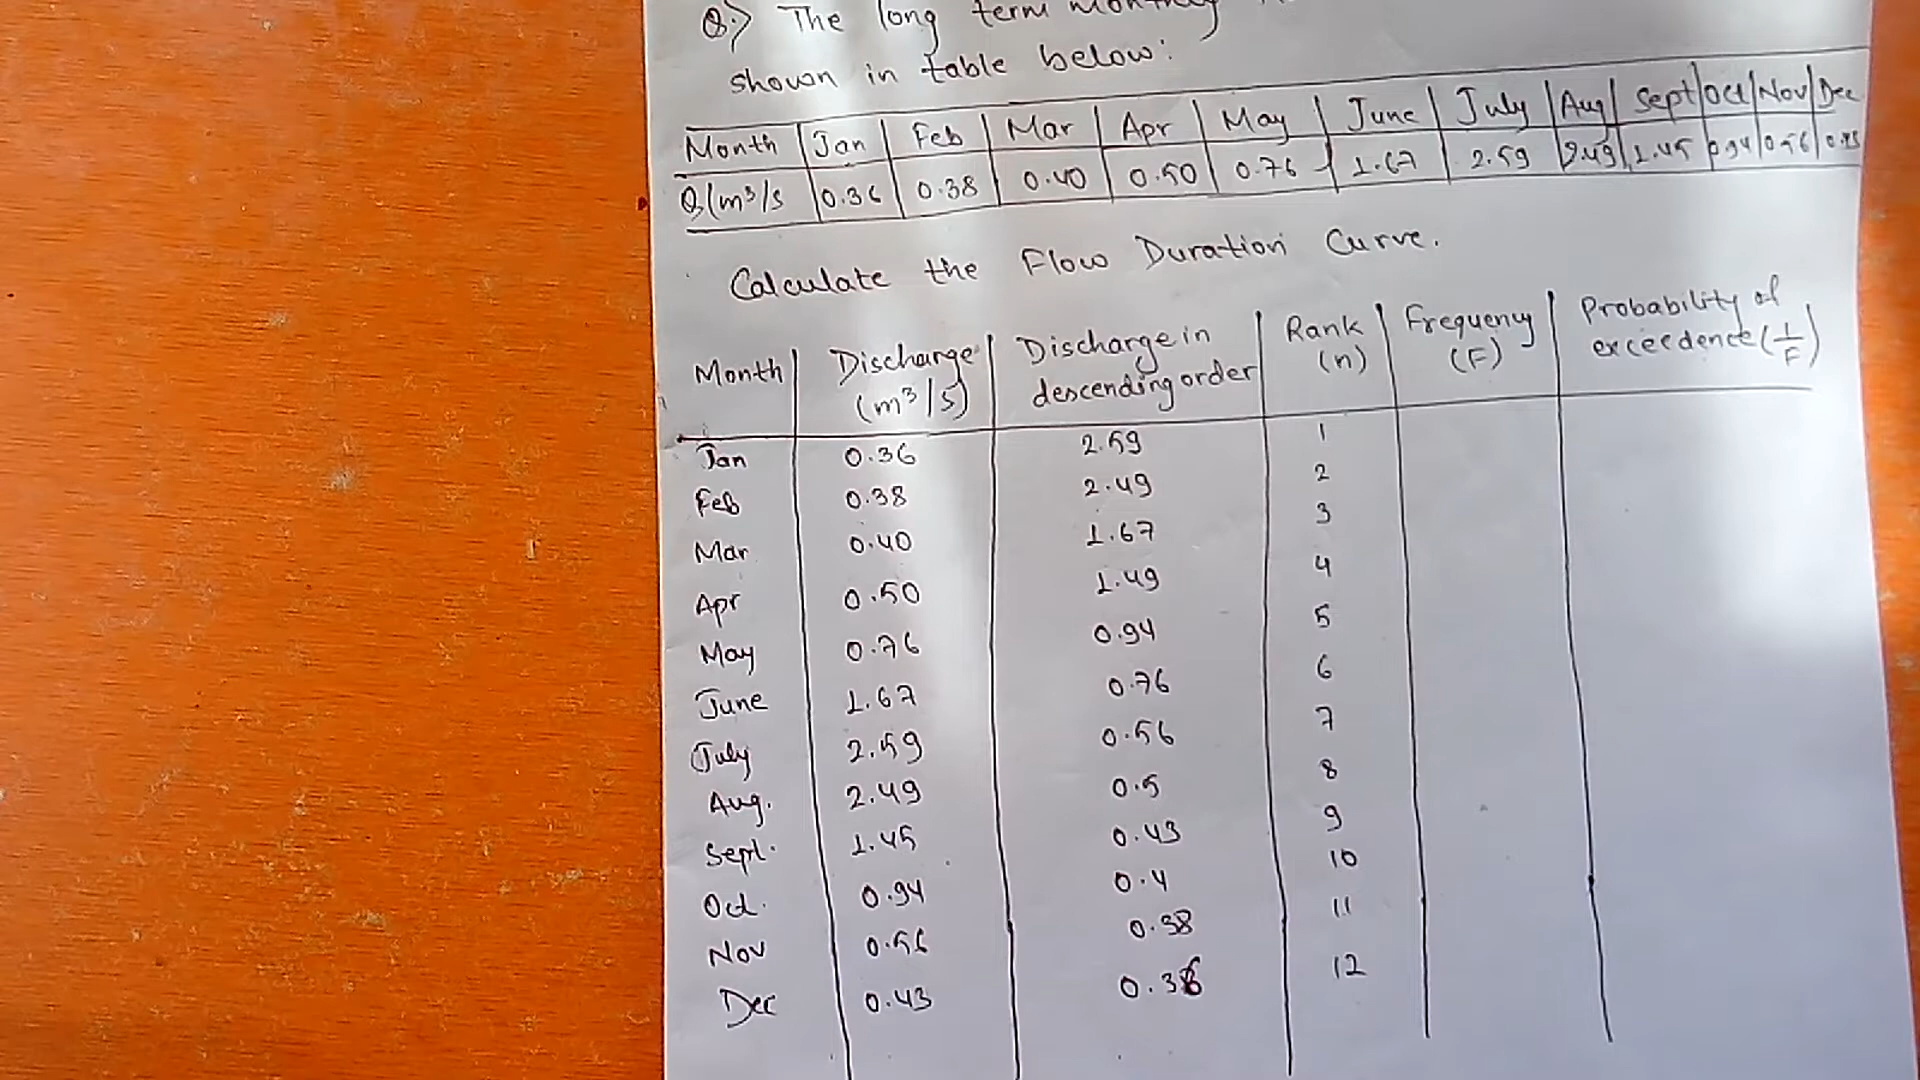 Q.) The long term monthly
shown in table below:
Month Jan Feb Mar Apr May June July Aug Sept Oct Nov Dec
Q(m³/s 0.36 0.38 0.40 0.50 0.76 1.67 2.59 2.49 1.45 0.94 0.56
Calculate the Flow Duration Curve.
Month Discharge (m³/s) Discharge in descending order Rank (n) Frequency (F) Probability of exceedence (1/F)
Jan 0.36 2.59 1
Feb 0.38 2.49 2
Mar 0.40 1.67 3
Apr 0.50 1.49 4
May 0.76 0.94 5
June 1.67 0.76 6
July 2.59 0.56 7
Aug. 2.49 0.5 8
Sept. 1.45 0.43 9
Oct. 0.94 0.4 10
Nov 0.56 0.38 11
Dec 0.43 0.36 12